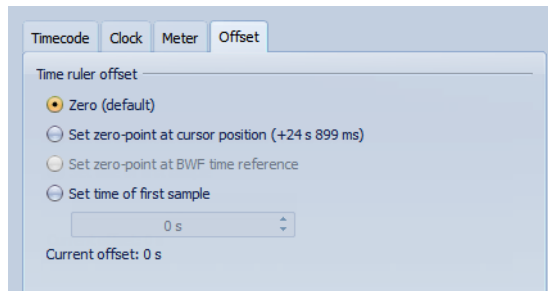 Timecode Clock Meter Offset
Time ruler offset
Zero (default)
Set zero-point at cursor position (+24 s 899 ms)
Set zero-point at BWF time reference
Set time of first sample
0 s
Current offset: 0 s